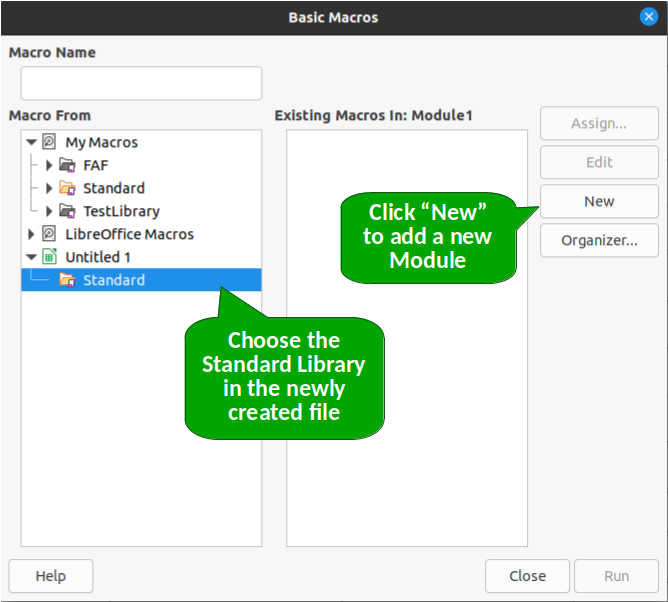 Basic Macros
Macro Name
Macro From
Existing Macros In: Module1
My Macros
FAF
Standard
TestLibrary
LibreOffice Macros
Untitled 1
Standard
Assign...
Edit
New
Organizer...
Click “New”
to add a new
Module
Choose the
Standard Library
in the newly
created file
Help
Close
Run